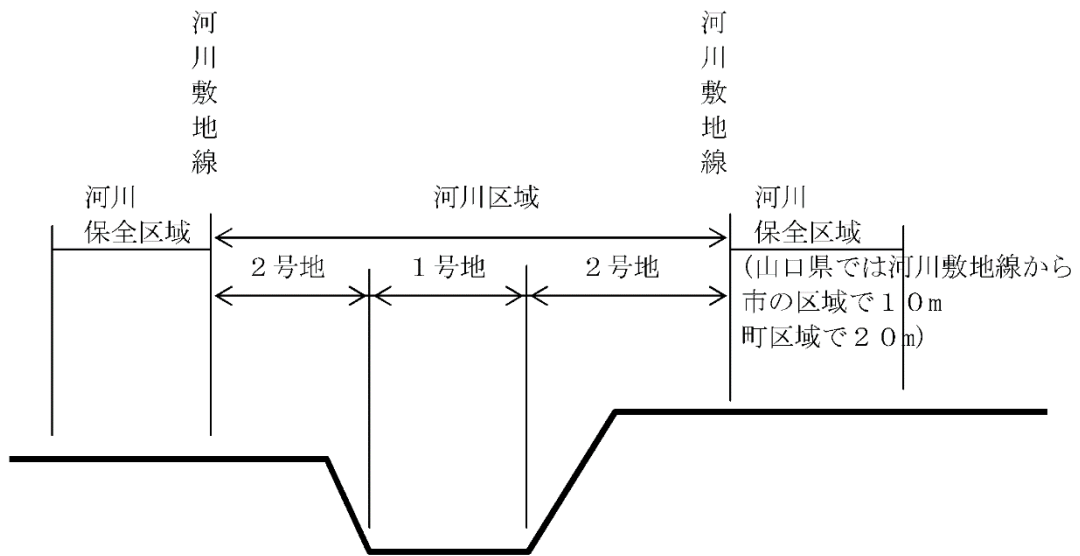 河川敷地線
河川敷地線
河川
保全区域
河川区域
河川
保全区域
２号地
１号地
２号地
(山口県では河川敷地線から
市の区域で１０m
町区域で２０m)